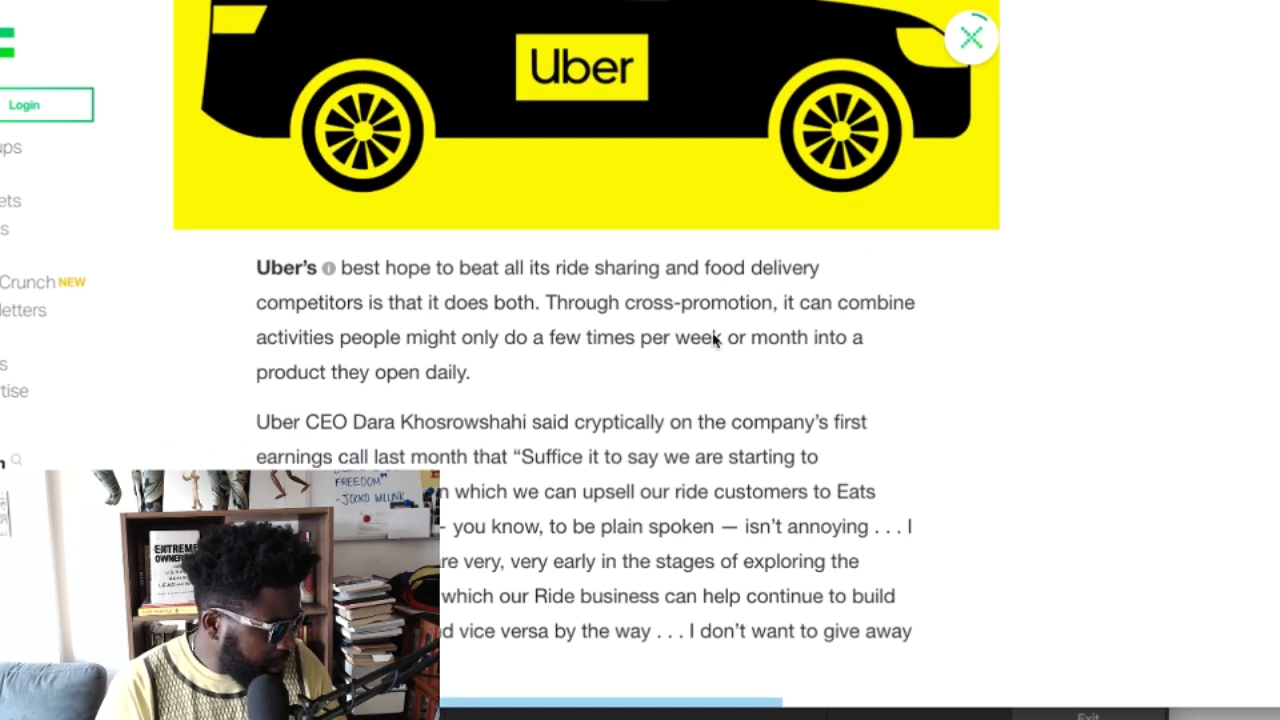 Uber
Login
ups
ets
s
Crunch NEW
letters
s
tise
Uber's best hope to beat all its ride sharing and food delivery
competitors is that it does both. Through cross-promotion, it can combine
activities people might only do a few times per week or month into a
product they open daily.
Uber CEO Dara Khosrowshahi said cryptically on the company’s first
earnings call last month that “Suffice it to say we are starting to
n which we can upsell our ride customers to Eats
- you know, to be plain spoken — isn’t annoying . . . I
re very, very early in the stages of exploring the
which our Ride business can help continue to build
d vice versa by the way . . . I don’t want to give away
FREEDOM"
-JOCKO WILLINK
EXTREME
OWNERSHIP
Exit